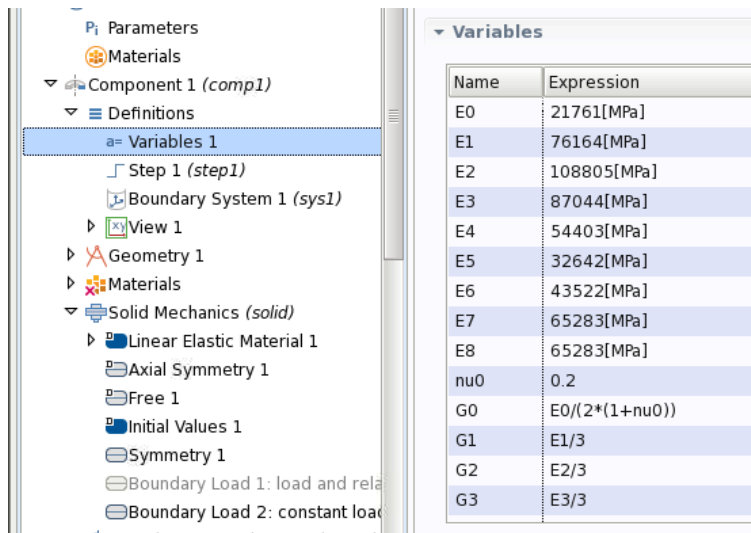 Pi Parameters
Materials
Component 1 (comp1)
Definitions
a= Variables 1
Step 1 (step1)
Boundary System 1 (sys1)
View 1
Geometry 1
Materials
Solid Mechanics (solid)
Linear Elastic Material 1
Axial Symmetry 1
Free 1
Initial Values 1
Symmetry 1
Boundary Load 1: load and rela
Boundary Load 2: constant load
Variables
Name Expression
E0 21761[MPa]
E1 76164[MPa]
E2 108805[MPa]
E3 87044[MPa]
E4 54403[MPa]
E5 32642[MPa]
E6 43522[MPa]
E7 65283[MPa]
E8 65283[MPa]
nu0 0.2
G0 E0/(2*(1+nu0))
G1 E1/3
G2 E2/3
G3 E3/3